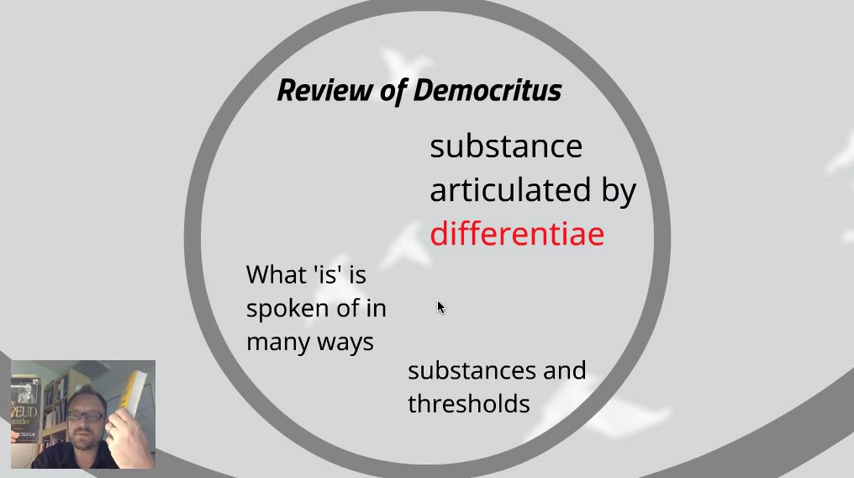 Review of Democritus
substance
articulated by
differentiae
What 'is' is
spoken of in
many ways
substances and
thresholds